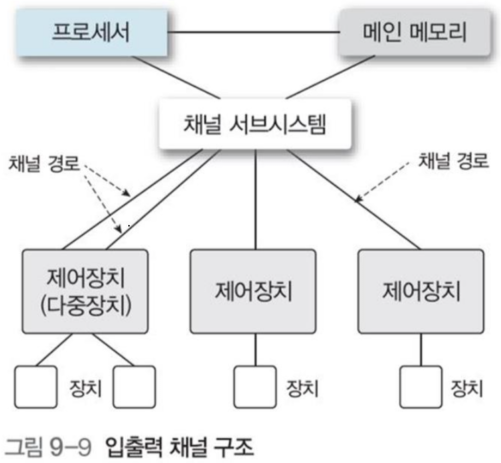 프로세서
메인 메모리
채널 서브시스템
채널 경로
채널 경로
제어장치
(다중장치)
제어장치
제어장치
장치
장치
장치
그림 9-9 입출력 채널 구조